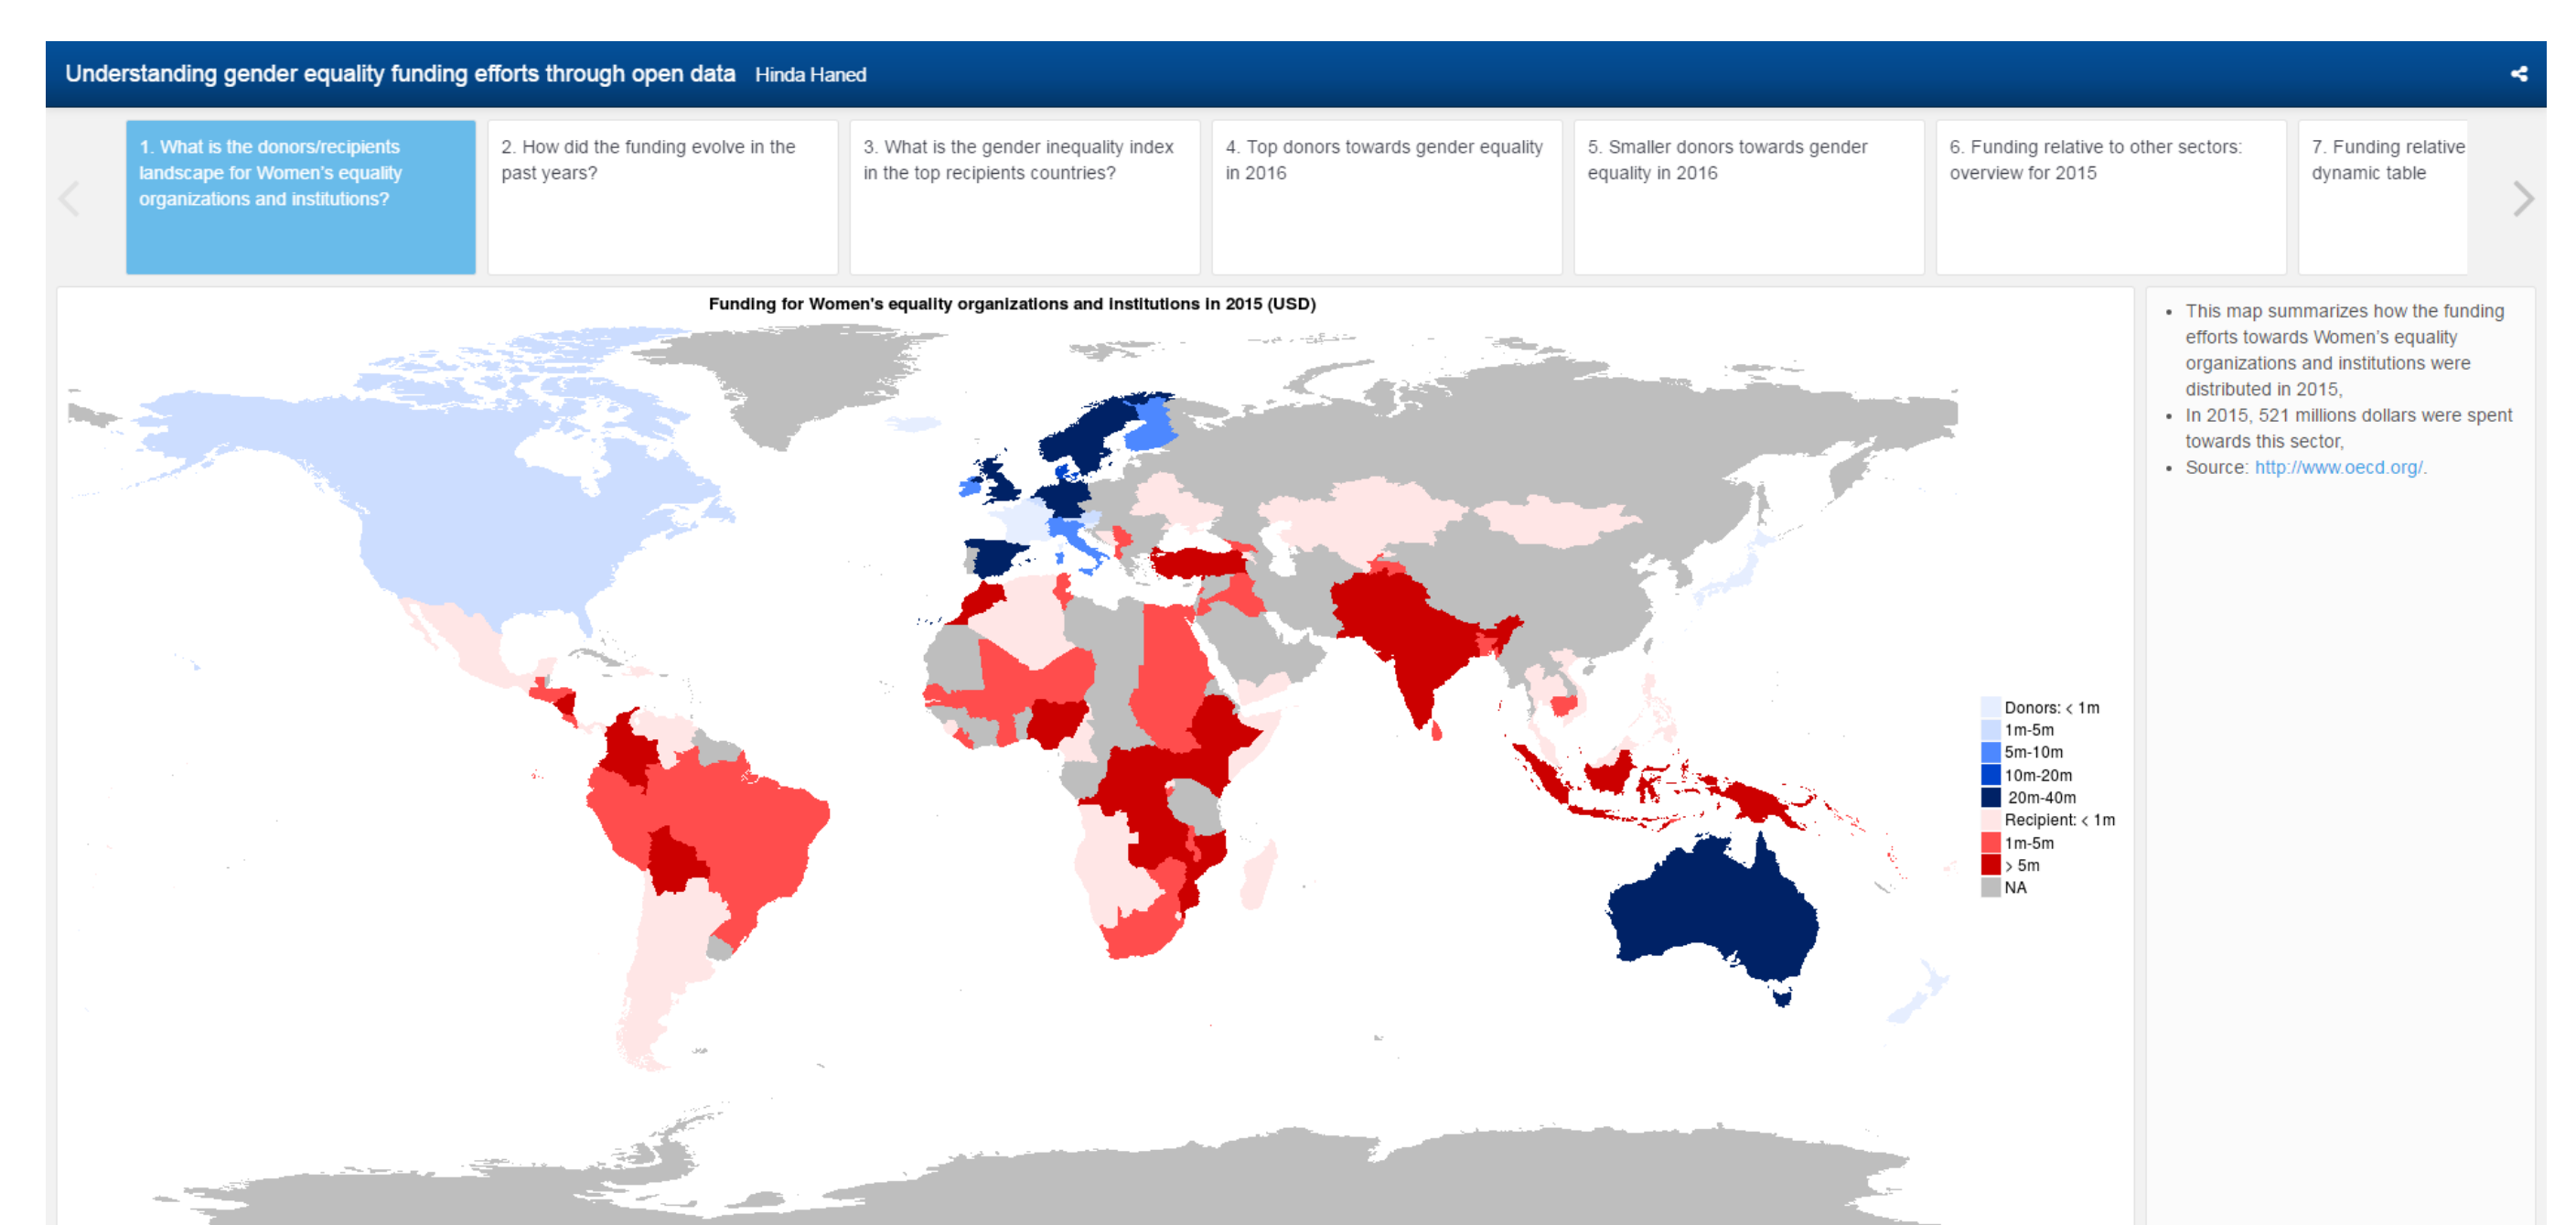 Understanding gender equality funding efforts through open data Hinda Haned
1. What is the donors/recipients
landscape for Women's equality
organizations and institutions?
2. How did the funding evolve in the
past years?
3. What is the gender inequality index
in the top recipients countries?
4. Top donors towards gender equality
in 2016
5. Smaller donors towards gender
equality in 2016
6. Funding relative to other sectors:
overview for 2015
7. Funding relative
dynamic table
Funding for Women's equality organizations and institutions in 2015 (USD)
Donors: < 1m
1m-5m
5m-10m
10m-20m
20m-40m
Recipient: < 1m
1m-5m
> 5m
NA
• This map summarizes how the funding
efforts towards Women's equality
organizations and institutions were
distributed in 2015,
• In 2015, 521 millions dollars were spent
towards this sector,
• Source: http://www.oecd.org/.